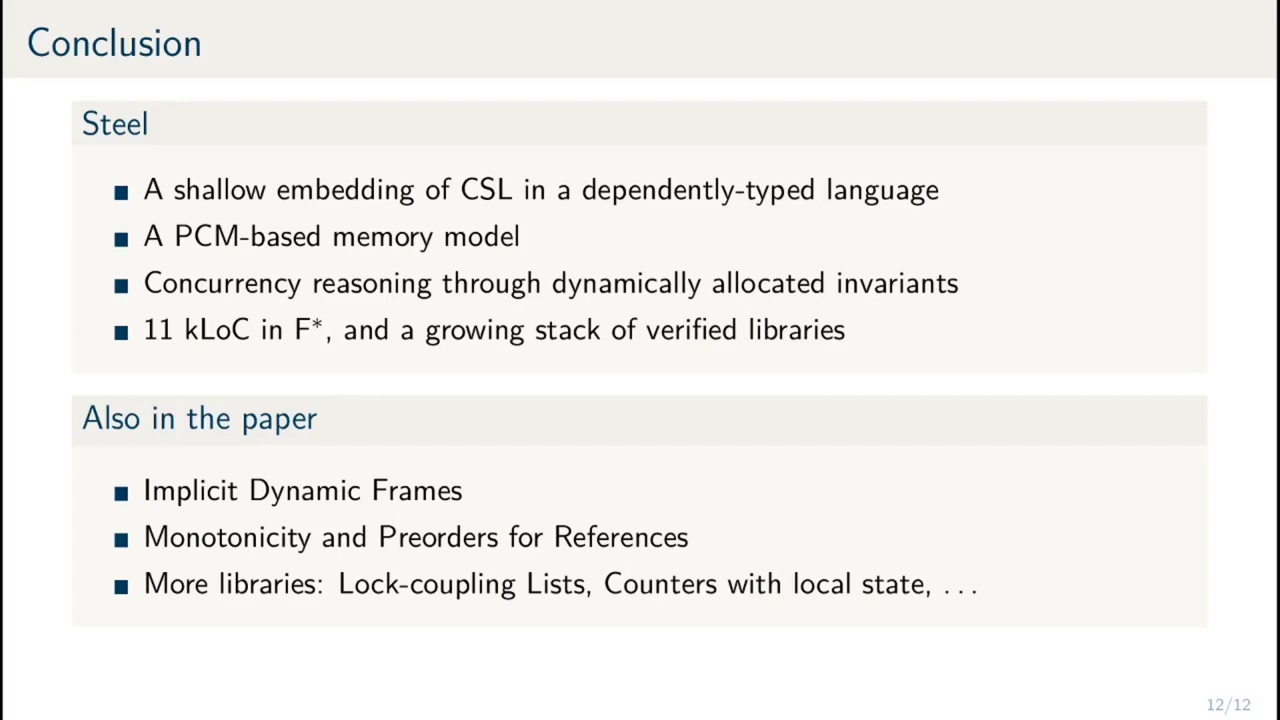 Conclusion
Steel
■ A shallow embedding of CSL in a dependently-typed language
■ A PCM-based memory model
■ Concurrency reasoning through dynamically allocated invariants
■ 11 kLoC in F*, and a growing stack of verified libraries
Also in the paper
■ Implicit Dynamic Frames
■ Monotonicity and Preorders for References
■ More libraries: Lock-coupling Lists, Counters with local state, ...
12/12